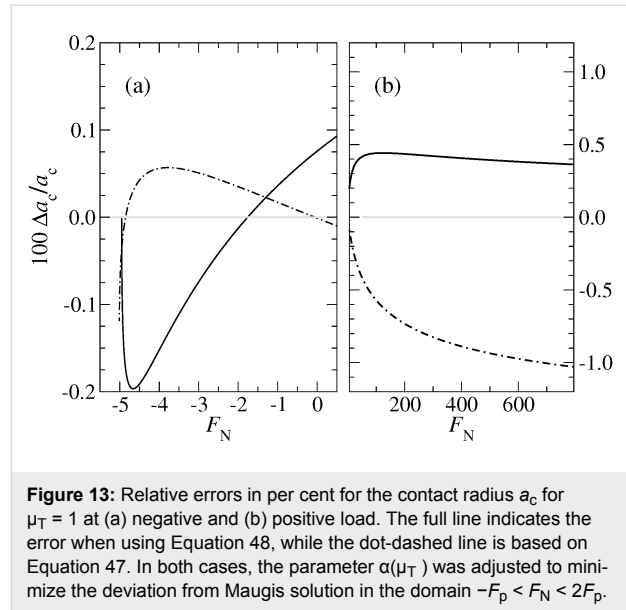 (a)
(b)
100 Δa_c/a_c
0.2
0.1
0.0
-0.1
-0.2
-5 -4 -3 -2 -1 0
F_N
1.0
0.5
0.0
-0.5
-1.0
200 400 600
F_N
Figure 13: Relative errors in per cent for the contact radius a_c for
μ_T = 1 at (a) negative and (b) positive load. The full line indicates the
error when using Equation 48, while the dot-dashed line is based on
Equation 47. In both cases, the parameter α(μ_T ) was adjusted to mini-
mize the deviation from Maugis solution in the domain −F_p < F_N < 2F_p.